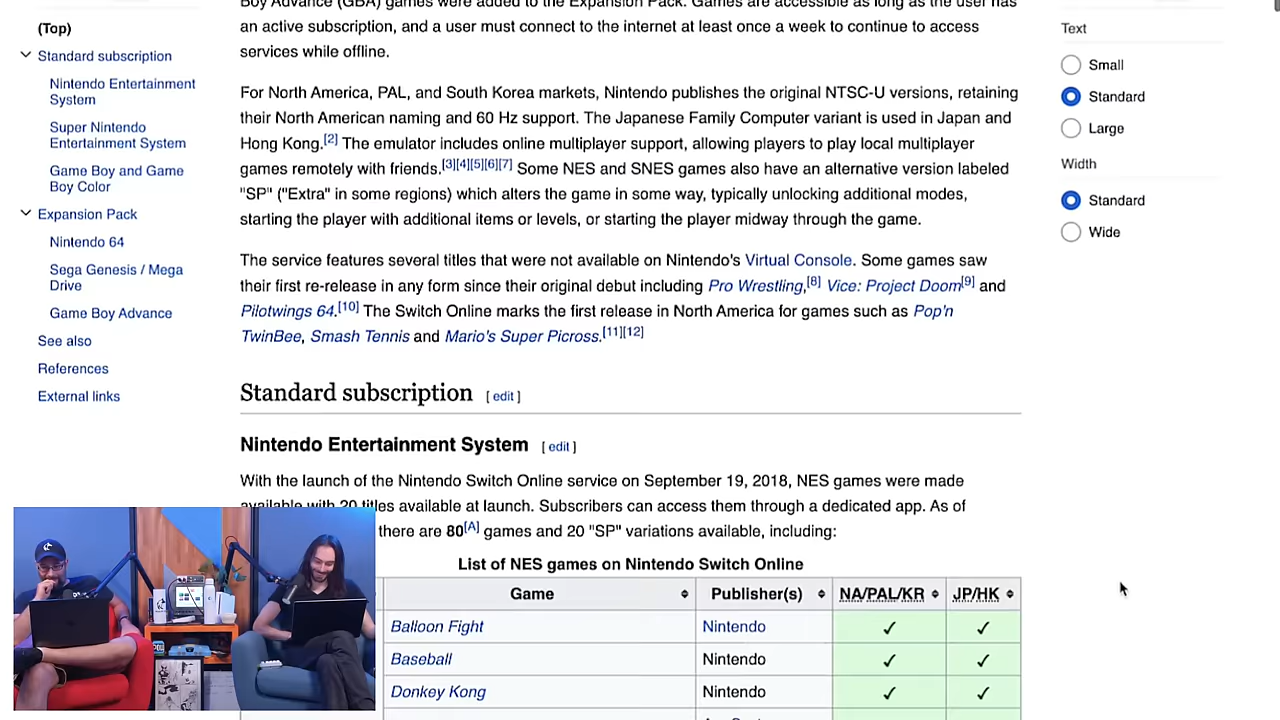 Boy Advance (GBA) games were added to the Expansion Pack. Games are accessible as long as the user has
an active subscription, and a user must connect to the internet at least once a week to continue to access
services while offline.
For North America, PAL, and South Korea markets, Nintendo publishes the original NTSC-U versions, retaining
their North American naming and 60 Hz support. The Japanese Family Computer variant is used in Japan and
Hong Kong.[2] The emulator includes online multiplayer support, allowing players to play local multiplayer
games remotely with friends.[3][4][5][6][7] Some NES and SNES games also have an alternative version labeled
"SP" ("Extra" in some regions) which alters the game in some way, typically unlocking additional modes,
starting the player with additional items or levels, or starting the player midway through the game.
The service features several titles that were not available on Nintendo's Virtual Console. Some games saw
their first re-release in any form since their original debut including Pro Wrestling,[8] Vice: Project Doom[9] and
Pilotwings 64.[10] The Switch Online marks the first release in North America for games such as Pop'n
TwinBee, Smash Tennis and Mario's Super Picross.[11][12]
Standard subscription [ edit ]
Nintendo Entertainment System [ edit ]
With the launch of the Nintendo Switch Online service on September 19, 2018, NES games were made
available with 20 titles available at launch. Subscribers can access them through a dedicated app. As of
there are 80[A] games and 20 "SP" variations available, including:
List of NES games on Nintendo Switch Online
Game Publisher(s) NA/PAL/KR JP/HK
Balloon Fight Nintendo ✓ ✓
Baseball Nintendo ✓ ✓
Donkey Kong Nintendo ✓ ✓
(Top)
Standard subscription
Nintendo Entertainment
System
Super Nintendo
Entertainment System
Game Boy and Game
Boy Color
Expansion Pack
Nintendo 64
Sega Genesis / Mega
Drive
Game Boy Advance
See also
References
External links
Text
Small
Standard
Large
Width
Standard
Wide